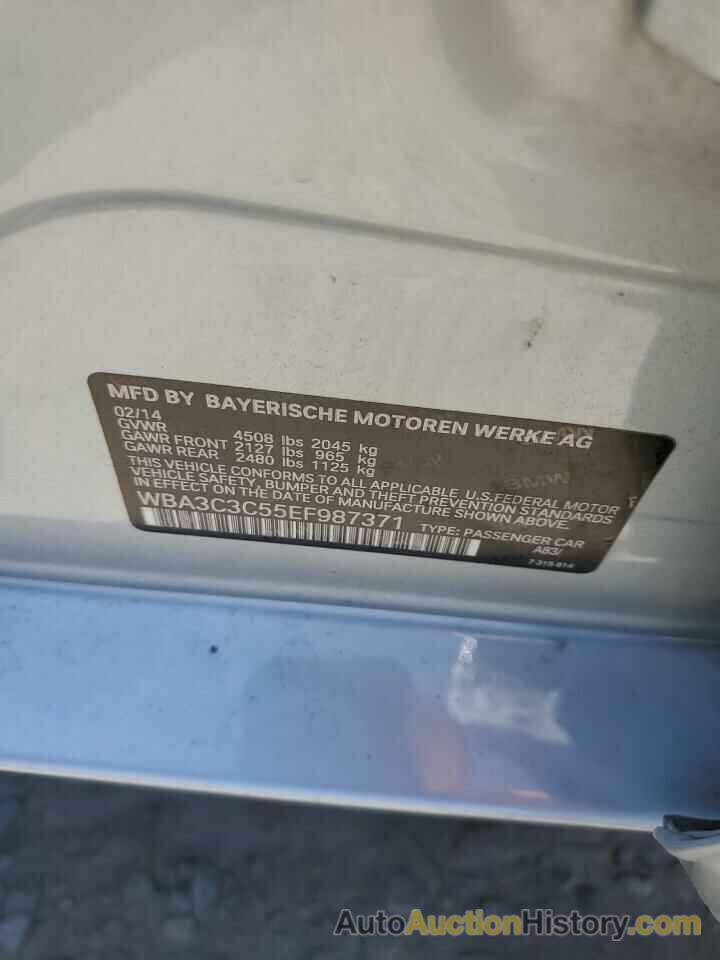 MFD BY BAYERISCHE MOTOREN WERKE AG
02/14
GVWR 4508 lbs 2045 kg
GAWR FRONT 2127 lbs 965 kg
GAWR REAR 2480 lbs 1125 kg
THIS VEHICLE CONFORMS TO ALL APPLICABLE U.S.FEDERAL MOTOR
VEHICLE SAFETY, BUMPER AND THEFT PREVENTION STANDARDS
IN EFFECT ON THE DATE OF MANUFACTURE SHOWN ABOVE.
WBA3C3C55EF987371 TYPE: PASSENGER CAR
A83/
AutoAuctionHistory.com